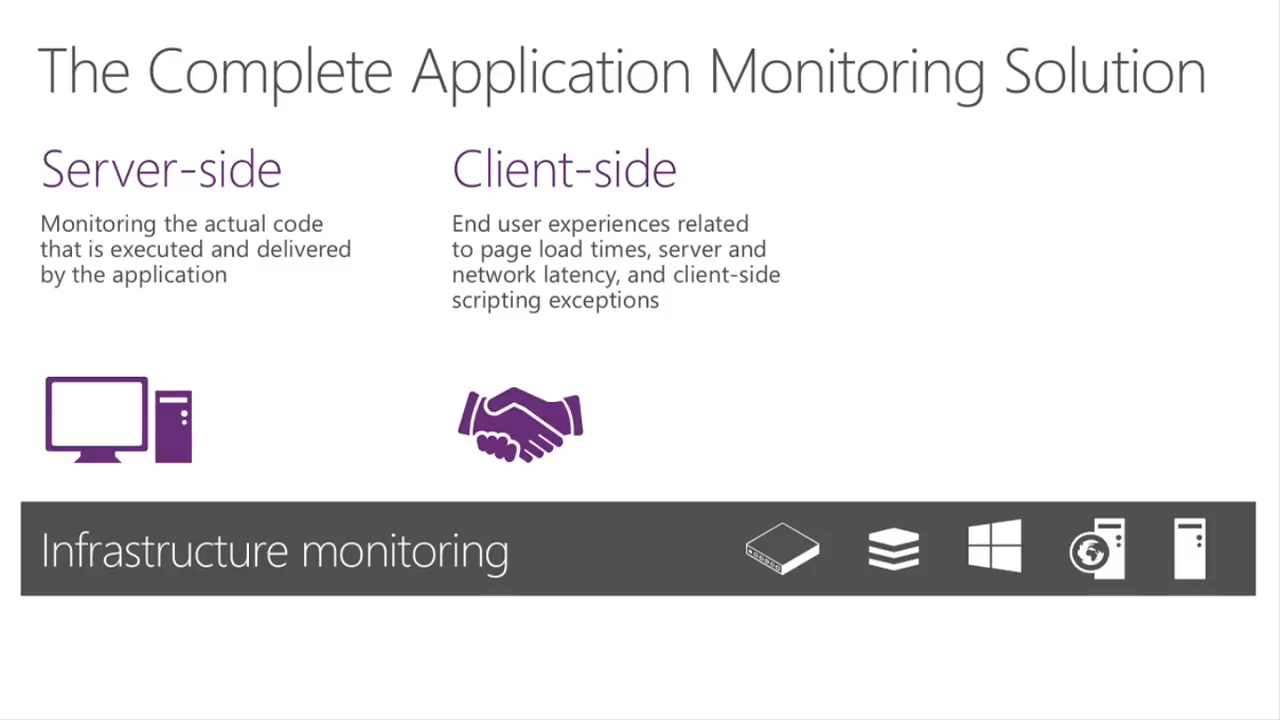 The Complete Application Monitoring Solution
Server-side
Monitoring the actual code
that is executed and delivered
by the application
Client-side
End user experiences related
to page load times, server and
network latency, and client-side
scripting exceptions
Infrastructure monitoring